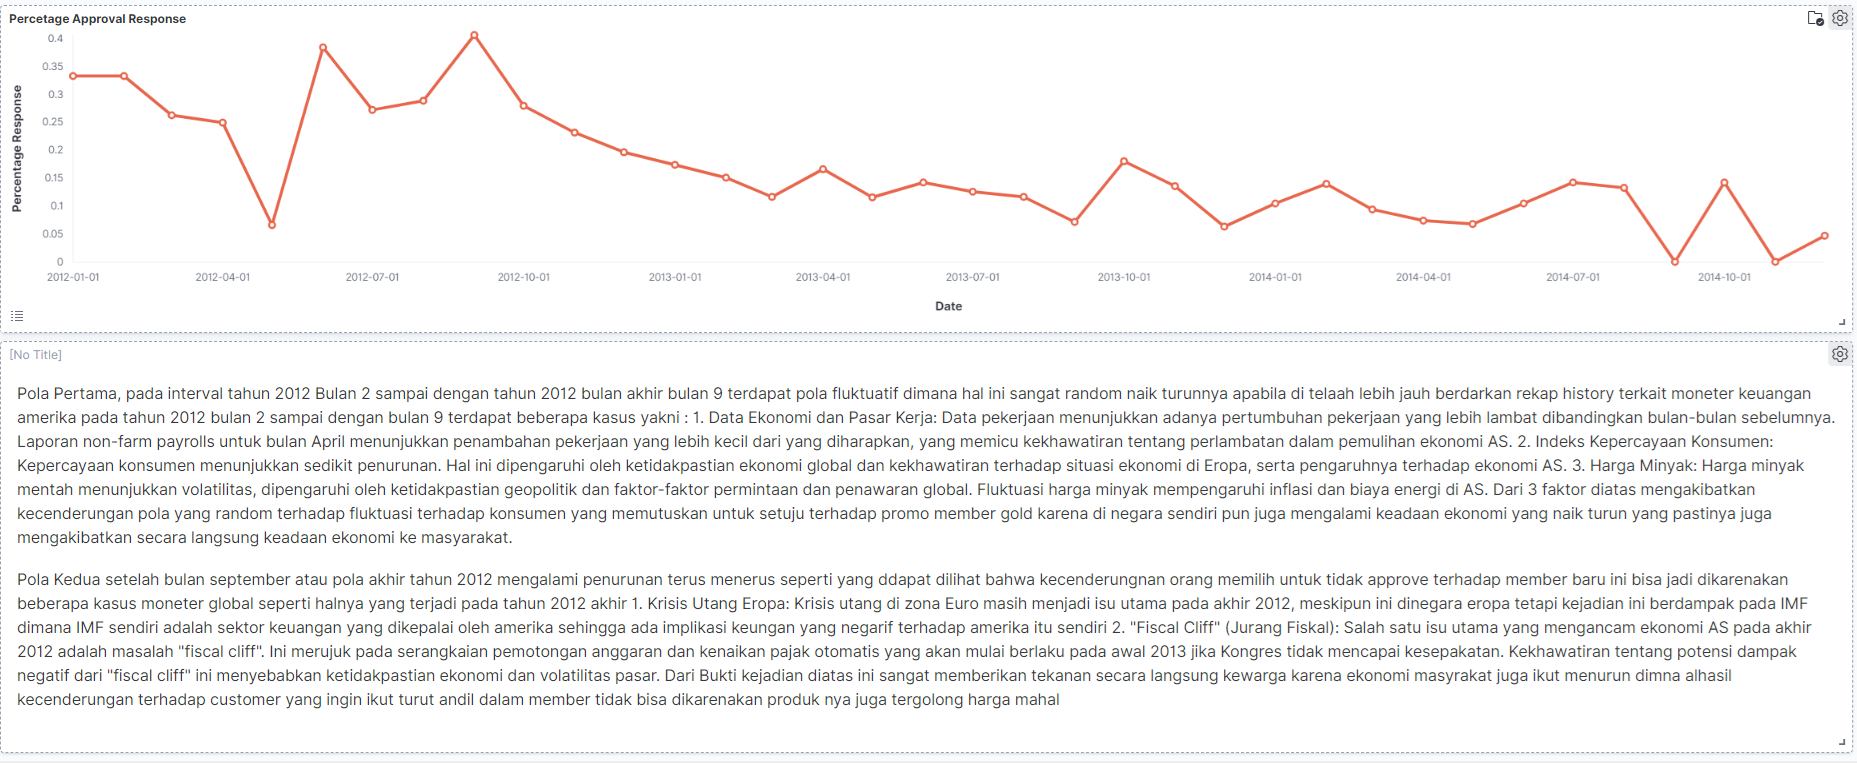 Percetage Approval Response
0.4
0.35
0.3
0.25
0.2
0.15
0.1
0.05
0
Percentage Response
2012-01-01 2012-04-01 2012-07-01 2012-10-01 2013-01-01 2013-04-01 2013-07-01 2013-10-01 2014-01-01 2014-04-01 2014-07-01 2014-10-01
Date
[No Title]
Pola Pertama, pada interval tahun 2012 Bulan 2 sampai dengan tahun 2012 bulan akhir bulan 9 terdapat pola fluktuatif dimana hal ini sangat random naik turunnya apabila di telaah lebih jauh berdarkan rekap history terkait moneter keuangan
amerika pada tahun 2012 bulan 2 sampai dengan bulan 9 terdapat beberapa kasus yakni : 1. Data Ekonomi dan Pasar Kerja: Data pekerjaan menunjukkan adanya pertumbuhan pekerjaan yang lebih lambat dibandingkan bulan-bulan sebelumnya.
Laporan non-farm payrolls untuk bulan April menunjukkan penambahan pekerjaan yang lebih kecil dari yang diharapkan, yang memicu kekhawatiran tentang perlambatan dalam pemulihan ekonomi AS. 2. Indeks Kepercayaan Konsumen:
Kepercayaan konsumen menunjukkan sedikit penurunan. Hal ini dipengaruhi oleh ketidakpastian ekonomi global dan kekhawatiran terhadap situasi ekonomi di Eropa, serta pengaruhnya terhadap ekonomi AS. 3. Harga Minyak: Harga minyak
mentah menunjukkan volatilitas, dipengaruhi oleh ketidakpastian geopolitik dan faktor-faktor permintaan dan penawaran global. Fluktuasi harga minyak mempengaruhi inflasi dan biaya energi di AS. Dari 3 faktor diatas mengakibatkan
kecenderungan pola yang random terhadap fluktuasi terhadap konsumen yang memutuskan untuk setuju terhadap promo member gold karena di negara sendiri pun juga mengalami keadaan ekonomi yang naik turun yang pastinya juga
mengakibatkan secara langsung keadaan ekonomi ke masyarakat.
Pola Kedua setelah bulan september atau pola akhir tahun 2012 mengalami penurunan terus menerus seperti yang ddapat dilihat bahwa kecenderungnan orang memilih untuk tidak approve terhadap member baru ini bisa jadi dikarenakan
beberapa kasus moneter global seperti halnya yang terjadi pada tahun 2012 akhir 1. Krisis Utang Eropa: Krisis utang di zona Euro masih menjadi isu utama pada akhir 2012, meskipun ini dinegara eropa tetapi kejadian ini berdampak pada IMF
dimana IMF sendiri adalah sektor keuangan yang dikepalai oleh amerika sehingga ada implikasi keungan yang negarif terhadap amerika itu sendiri 2. "Fiscal Cliff" (Jurang Fiskal): Salah satu isu utama yang mengancam ekonomi AS pada akhir
2012 adalah masalah "fiscal cliff". Ini merujuk pada serangkaian pemotongan anggaran dan kenaikan pajak otomatis yang akan mulai berlaku pada awal 2013 jika Kongres tidak mencapai kesepakatan. Kekhawatiran tentang potensi dampak
negatif dari "fiscal cliff" ini menyebabkan ketidakpastian ekonomi dan volatilitas pasar. Dari Bukti kejadian diatas ini sangat memberikan tekanan secara langsung kewarga karena ekonomi masyrakat juga ikut menurun dimna alhasil
kecenderungan terhadap customer yang ingin ikut turut andil dalam member tidak bisa dikarenakan produk nya juga tergolong harga mahal